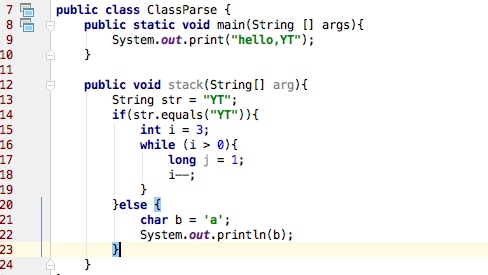 7 public class ClassParse {
8 public static void main(String [] args){
9 System.out.print("hello,YT");
10 }
11
12 public void stack(String[] arg){
13 String str = "YT";
14 if(str.equals("YT")){
15 int i = 3;
16 while (i > 0){
17 long j = 1;
18 i--;
19 }
20 }else {
21 char b = 'a';
22 System.out.println(b);
23 }
24 }